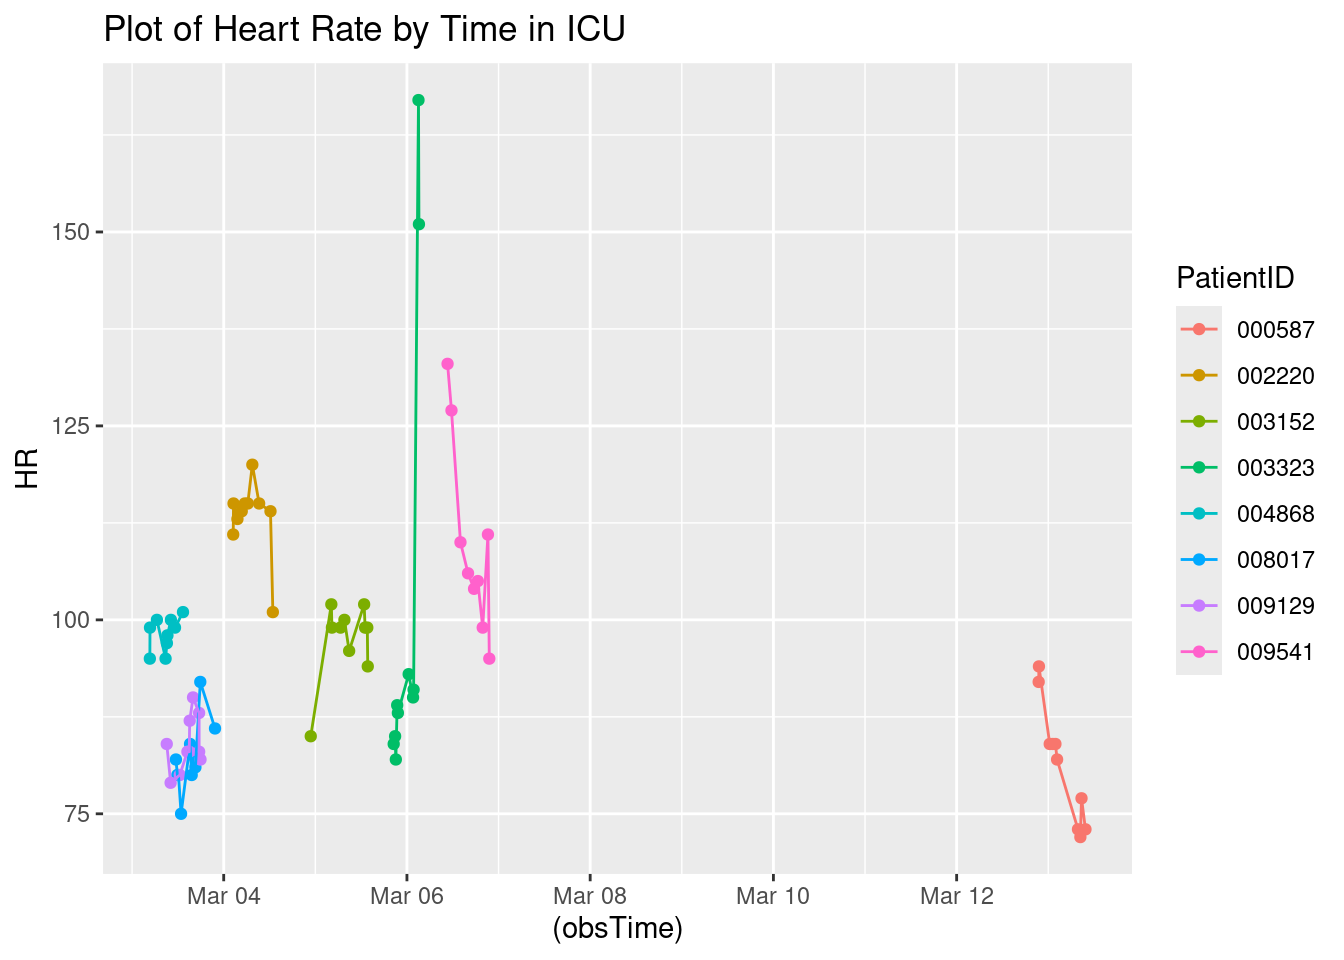 Plot of Heart Rate by Time in ICU
HR
150
125
100
75
Mar 04 Mar 06 Mar 08 Mar 10 Mar 12
(obsTime)
PatientID
000587
002220
003152
003323
004868
008017
009129
009541